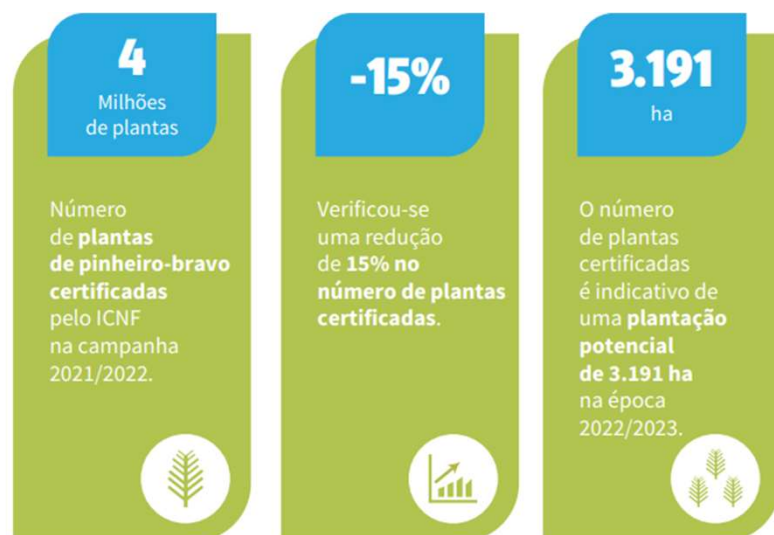 4
Milhões
de plantas
Número
de plantas
de pinheiro-bravo
certificadas
pelo ICNF
na campanha
2021/2022.
-15%
Verificou-se
uma redução
de 15% no
número de plantas
certificadas.
3.191
ha
O número
de plantas
certificadas
é indicativo de
uma plantação
potencial
de 3.191 ha
na época
2022/2023.